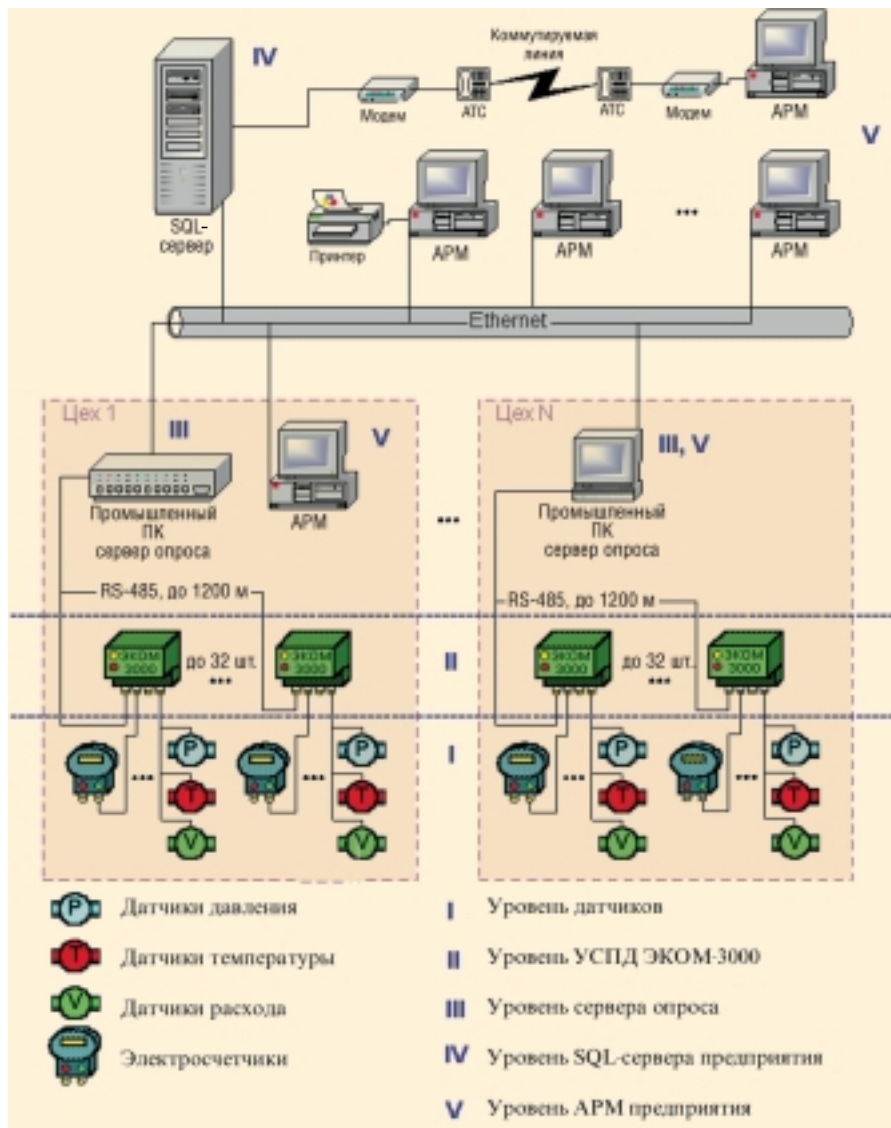 IV
Коммутируемая
линия
Модем
АТС
АТС
Модем
АРМ
V
SQL-
сервер
Принтер
АРМ
АРМ
...
АРМ
Ethernet
Цех 1
III
V
Промышленный
ПК
сервер опроса
АРМ
...
Цех N
III, V
Промышленный
ПК
сервер опроса
RS-485, до 1200 м
RS-485, до 1200 м
ЭКОМ
3000
до 32 шт.
...
ЭКОМ
3000
II
ЭКОМ
3000
до 32 шт.
...
ЭКОМ
3000
I
... P
T
V
... P
T
V
... P
T
V
... P
T
V
P Датчики давления
T Датчики температуры
V Датчики расхода
Электросчетчики
I Уровень датчиков
II Уровень УСПД ЭКОМ-3000
III Уровень сервера опроса
IV Уровень SQL-сервера предприятия
V Уровень АРМ предприятия